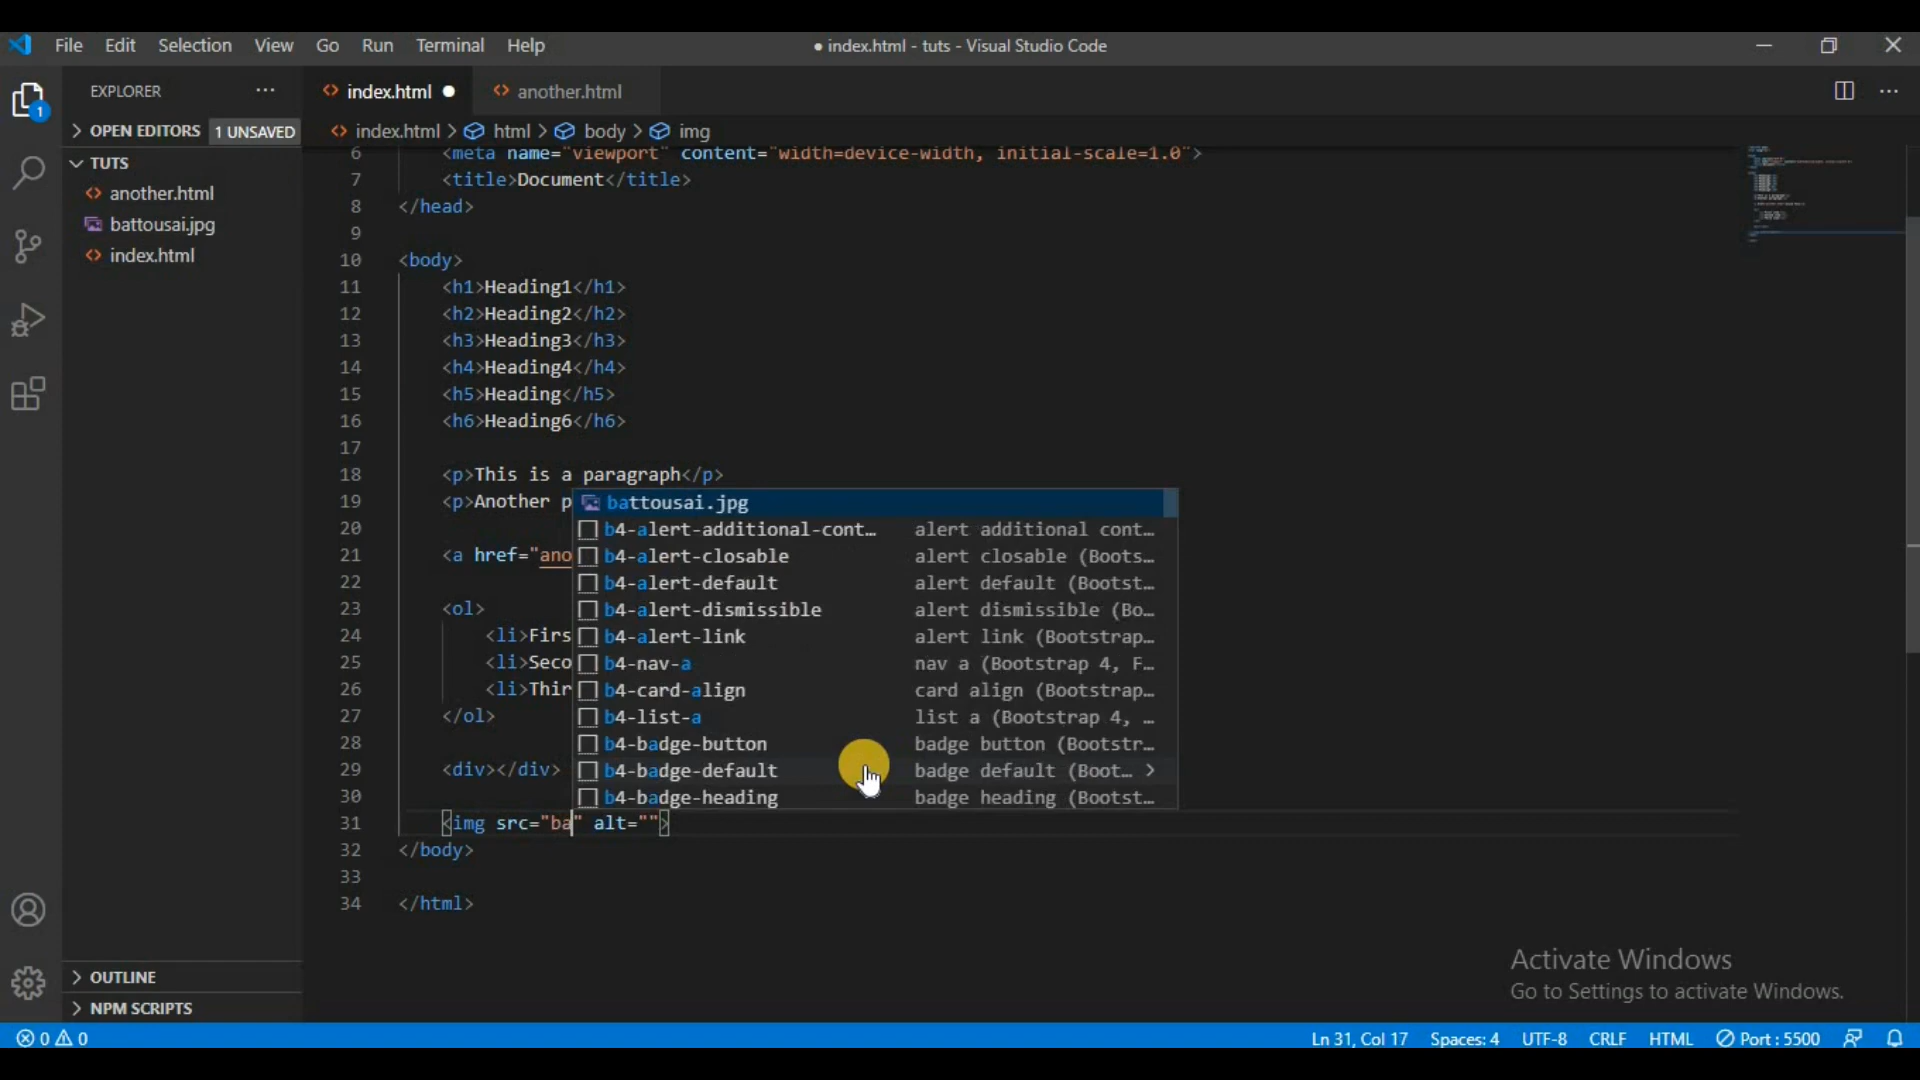 File Edit Selection View Go Run Terminal Help
● index.html - tuts - Visual Studio Code
EXPLORER ···
index.html ●
another.html
···
OPEN EDITORS 1 UNSAVED
index.html > html > body > img
TUTS
another.html
battousai.jpg
index.html
6 <meta name="viewport" content="width=device-width, initial-scale=1.0">
7 <title>Document</title>
8 </head>
9
10 <body>
11 <h1>Heading1</h1>
12 <h2>Heading2</h2>
13 <h3>Heading3</h3>
14 <h4>Heading4</h4>
15 <h5>Heading</h5>
16 <h6>Heading6</h6>
17
18 <p>This is a paragraph</p>
19 <p>Another p
20
21 <a href="ano
22
23 <ol>
24 <li>Firs
25 <li>Seco
26 <li>Thir
27 </ol>
28
29 <div></div>
30
31 <img src="ba" alt="">
32 </body>
33
34 </html>
battousai.jpg
b4-alert-additional-cont… alert additional cont…
b4-alert-closable alert closable (Boots…
b4-alert-default alert default (Bootst…
b4-alert-dismissible alert dismissible (Bo…
b4-alert-link alert link (Bootstrap…
b4-nav-a nav a (Bootstrap 4, F…
b4-card-align card align (Bootstrap…
b4-list-a list a (Bootstrap 4, …
b4-badge-button badge button (Bootstr…
b4-badge-default badge default (Boot… >
b4-badge-heading badge heading (Bootst…
1
OUTLINE
NPM SCRIPTS
Activate Windows
Go to Settings to activate Windows.
0 0
Ln 31, Col 17 Spaces: 4 UTF-8 CRLF HTML Port : 5500